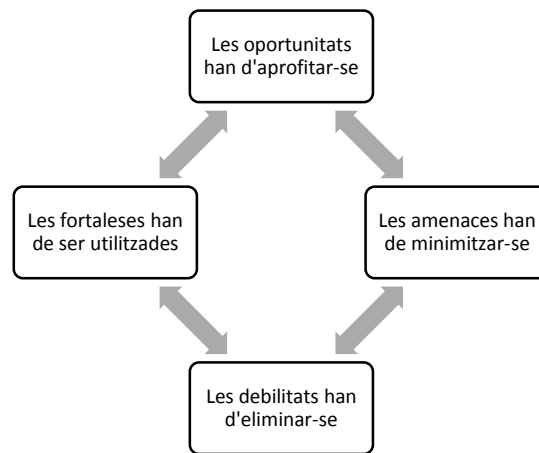 Les oportunitats
han d'aprofitar-se
Les fortaleses han
de ser utilitzades
Les amenaces han
de minimitzar-se
Les debilitats han
d'eliminar-se